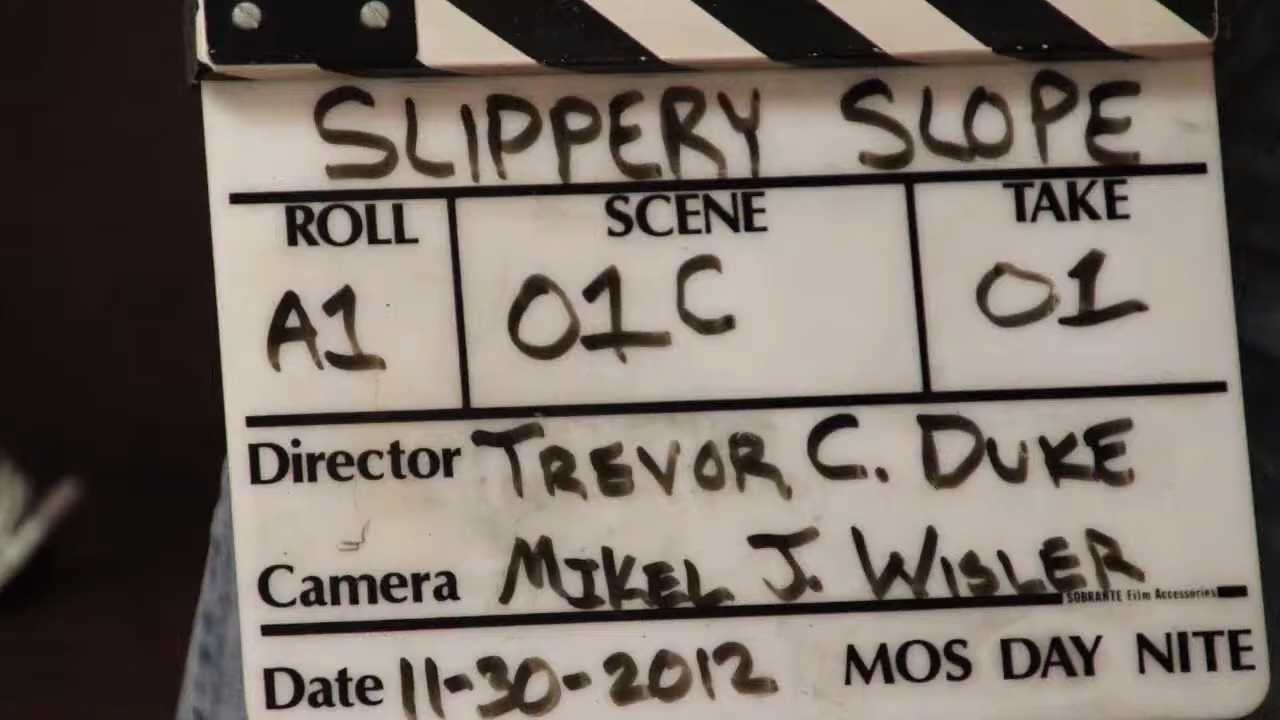 SLIPPERY SLOPE
ROLL SCENE TAKE
A1 01C 01
Director TREVOR C. DUKE
Camera MIKEL J. WISLER
SOBRANTE Film Accessories
Date 11-30-2012 MOS DAY NITE